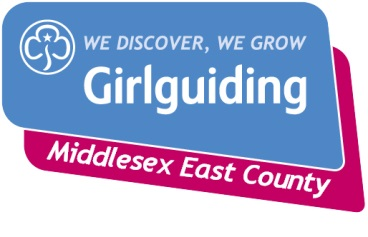 WE DISCOVER, WE GROW
Girlguiding
Middlesex East County